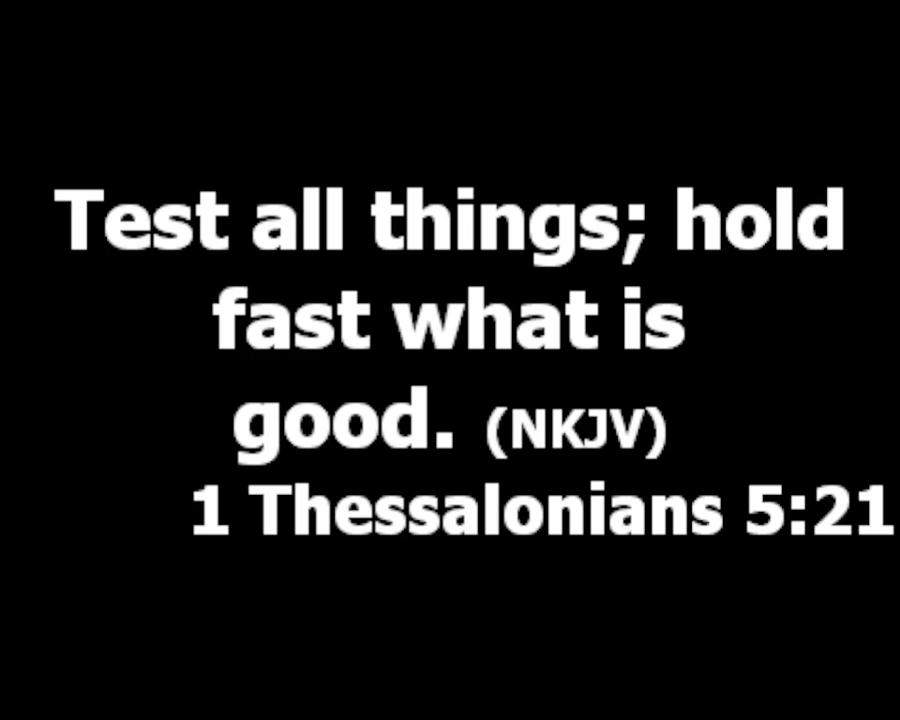 Test all things; hold
fast what is
good. (NKJV)
1 Thessalonians 5:21